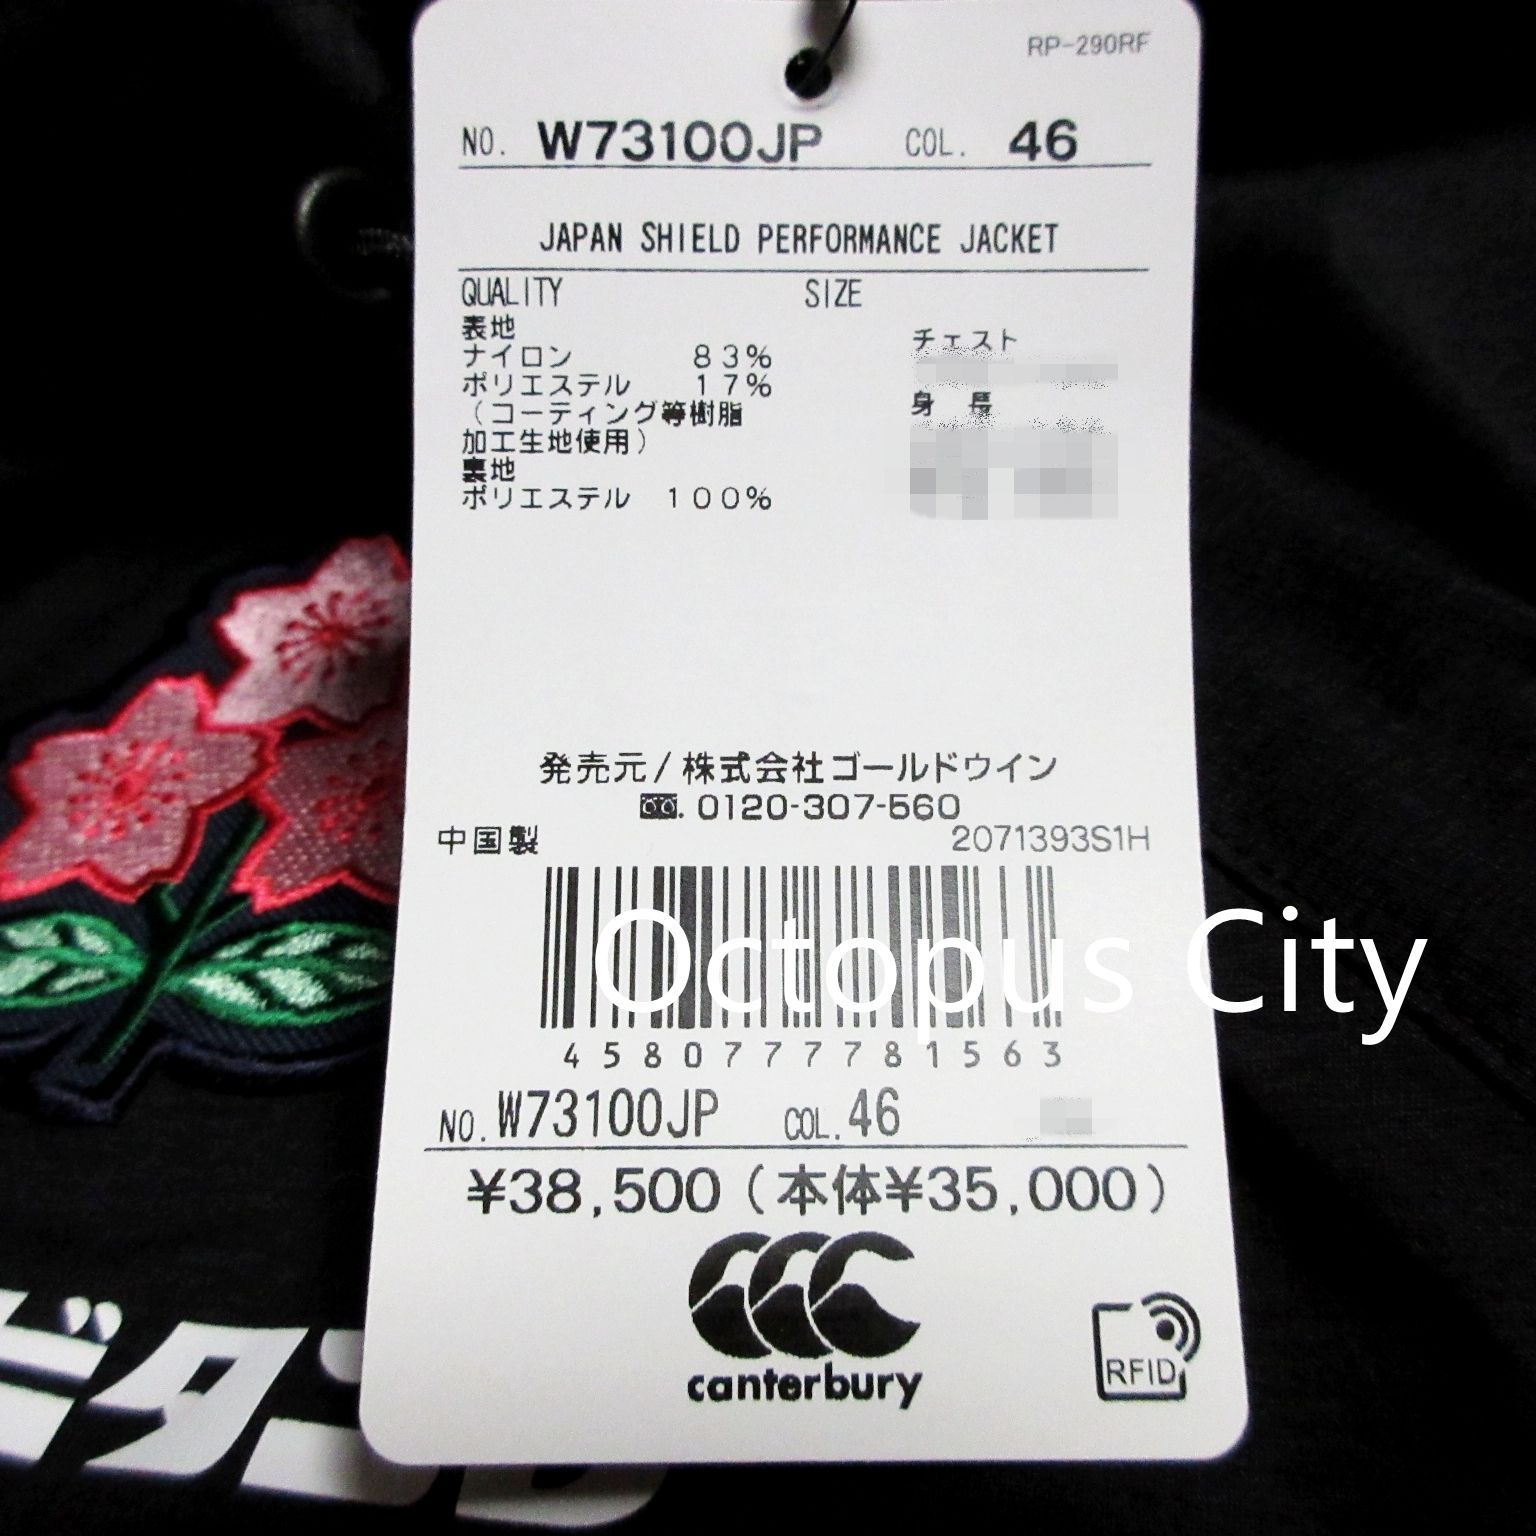 RP-290RF
NO. W73100JP COL. 46
JAPAN SHIELD PERFORMANCE JACKET
QUALITY SIZE
表地
ナイロン 83%
ポリエステル 17%
(コーティング等樹脂
加工生地使用)
裏地
ポリエステル 100%
チェスト
身 長
発売元/株式会社ゴールドウイン
0120-307-560
中国製 2071393S1H
Octopus City
4580777781563
NO. W73100JP COL. 46
¥38,500(本体¥35,000)
canterbury
RFID
ビタン
D